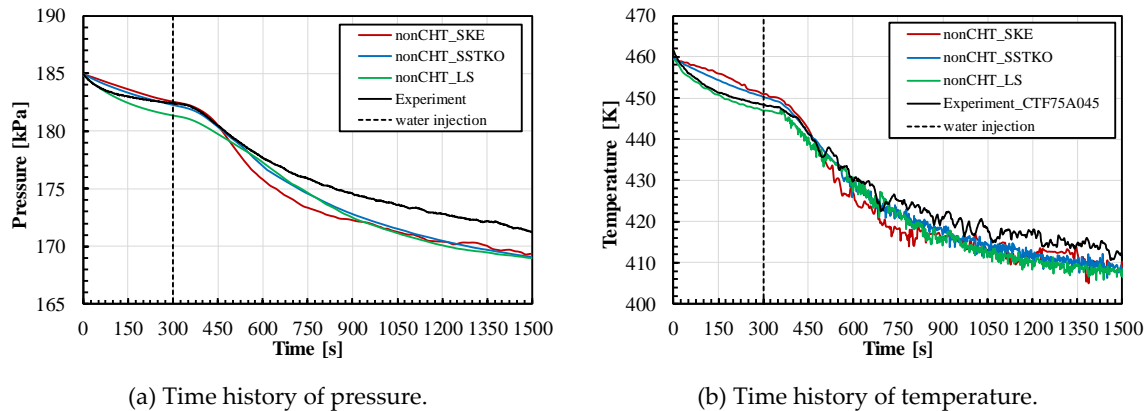 190
185
180
175
170
165
Pressure [kPa]
0 150 300 450 600 750 900 1050 1200 1350 1500
Time [s]
nonCHT_SKE
nonCHT_SSTKO
nonCHT_LS
Experiment
water injection
(a) Time history of pressure.
470
460
450
440
430
420
410
400
Temperature [K]
0 150 300 450 600 750 900 1050 1200 1350 1500
Time [s]
nonCHT_SKE
nonCHT_SSTKO
nonCHT_LS
Experiment_CTF75A045
water injection
(b) Time history of temperature.